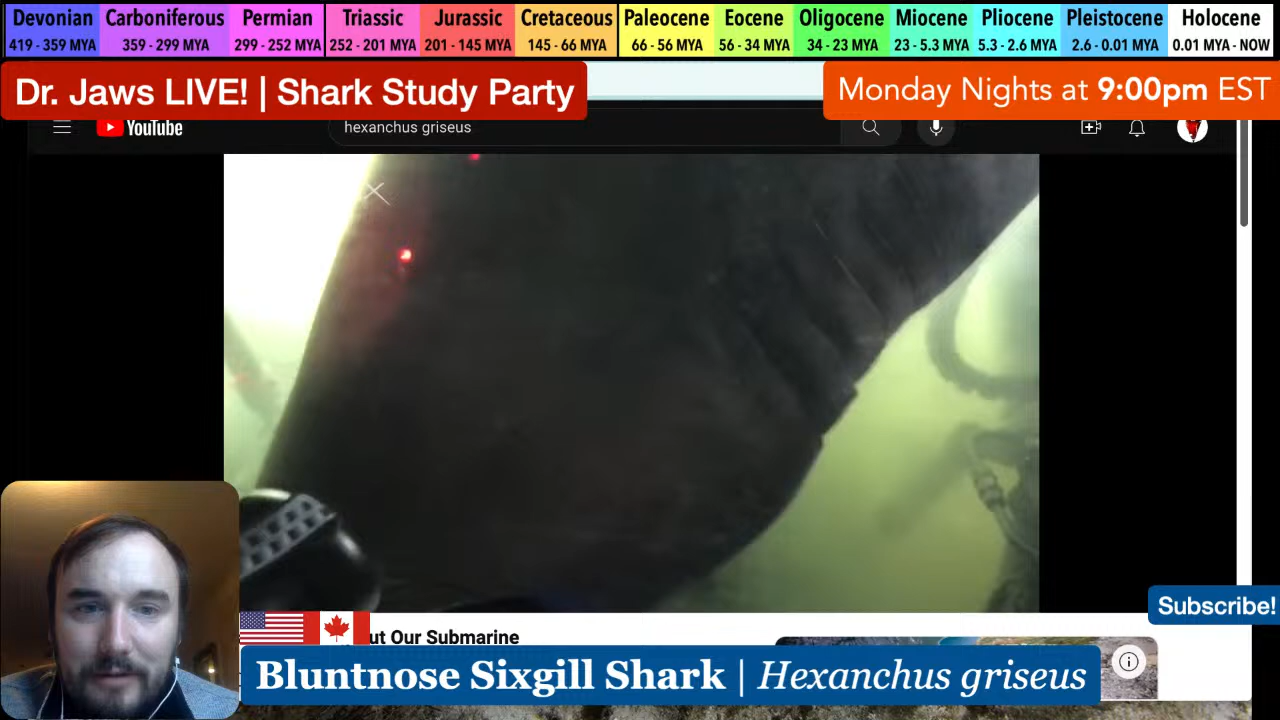 Devonian Carboniferous Permian Triassic Jurassic Cretaceous Paleocene Eocene Oligocene Miocene Pliocene Pleistocene Holocene
419 - 359 MYA 359 - 299 MYA 299 - 252 MYA 252 - 201 MYA 201 - 145 MYA 145 - 66 MYA 66 - 56 MYA 56 - 34 MYA 34 - 23 MYA 23 - 5.3 MYA 5.3 - 2.6 MYA 2.6 - 0.01 MYA 0.01 MYA - NOW
Dr. Jaws LIVE! | Shark Study Party
Monday Nights at 9:00pm EST
YouTube
hexanchus griseus
Subscribe!
ut Our Submarine
Bluntnose Sixgill Shark | Hexanchus griseus